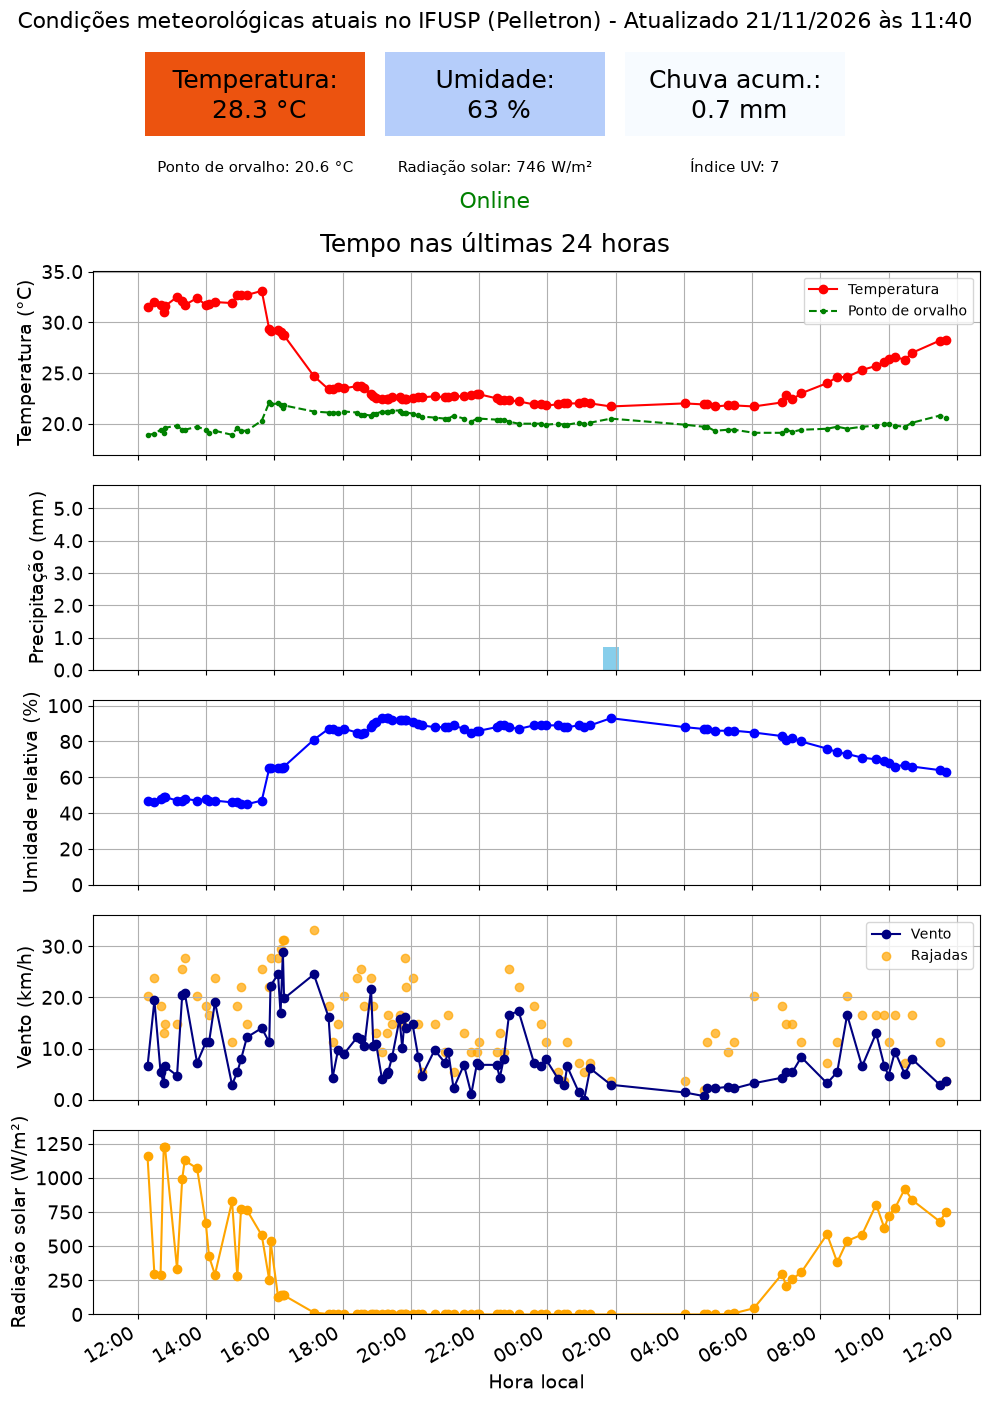 Condições meteorológicas atuais no IFUSP (Pelletron) - Atualizado 21/11/2026 às 11:40
Temperatura:
28.3 °C
Umidade:
63 %
Chuva acum.:
0.7 mm
Ponto de orvalho: 20.6 °C
Radiação solar: 746 W/m²
Índice UV: 7
Online
Tempo nas últimas 24 horas
Temperatura (°C)
35.0
30.0
25.0
20.0
Temperatura
Ponto de orvalho
Precipitação (mm)
5.0
4.0
3.0
2.0
1.0
0.0
Umidade relativa (%)
100
80
60
40
20
0
Vento (km/h)
30.0
20.0
10.0
0.0
Vento
Rajadas
Radiação solar (W/m²)
1250
1000
750
500
250
0
12:00
14:00
16:00
18:00
20:00
22:00
00:00
02:00
04:00
06:00
08:00
10:00
12:00
Hora local